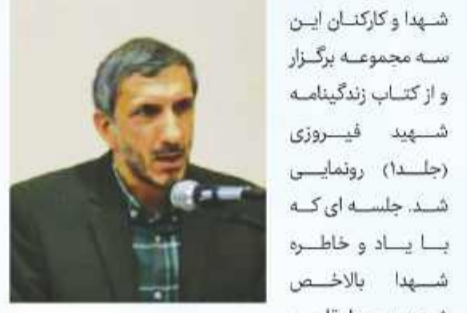 شهدا و کارکنان این
سه مجموعه برگزار
و از کتاب زندگینامه
شهید فیروزی
(جلد۱) رونمایی
شد. جلسه ای که
با یاد و خاطره
شهدا بالاخص